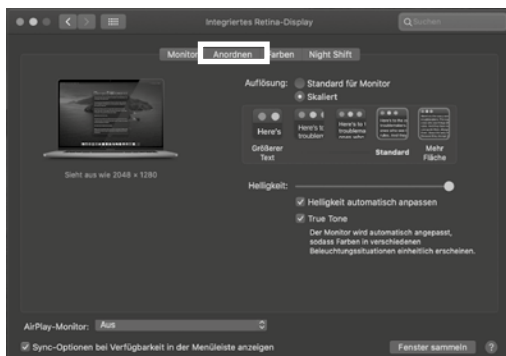 Integriertes Retina-Display
Suchen
Monitor Anordnen Farben Night Shift
Auflösung: Standard für Monitor
Skaliert
Here's
Größerer
Text
Standard
Mehr
Fläche
Sieht aus wie 2048 × 1280
Helligkeit:
Helligkeit automatisch anpassen
True Tone
Der Monitor wird automatisch angepasst,
sodass Farben in verschiedenen
Beleuchtungssituationen einheitlich erscheinen.
AirPlay-Monitor: Aus
Sync-Optionen bei Verfügbarkeit in der Menüleiste anzeigen
Fenster sammeln ?